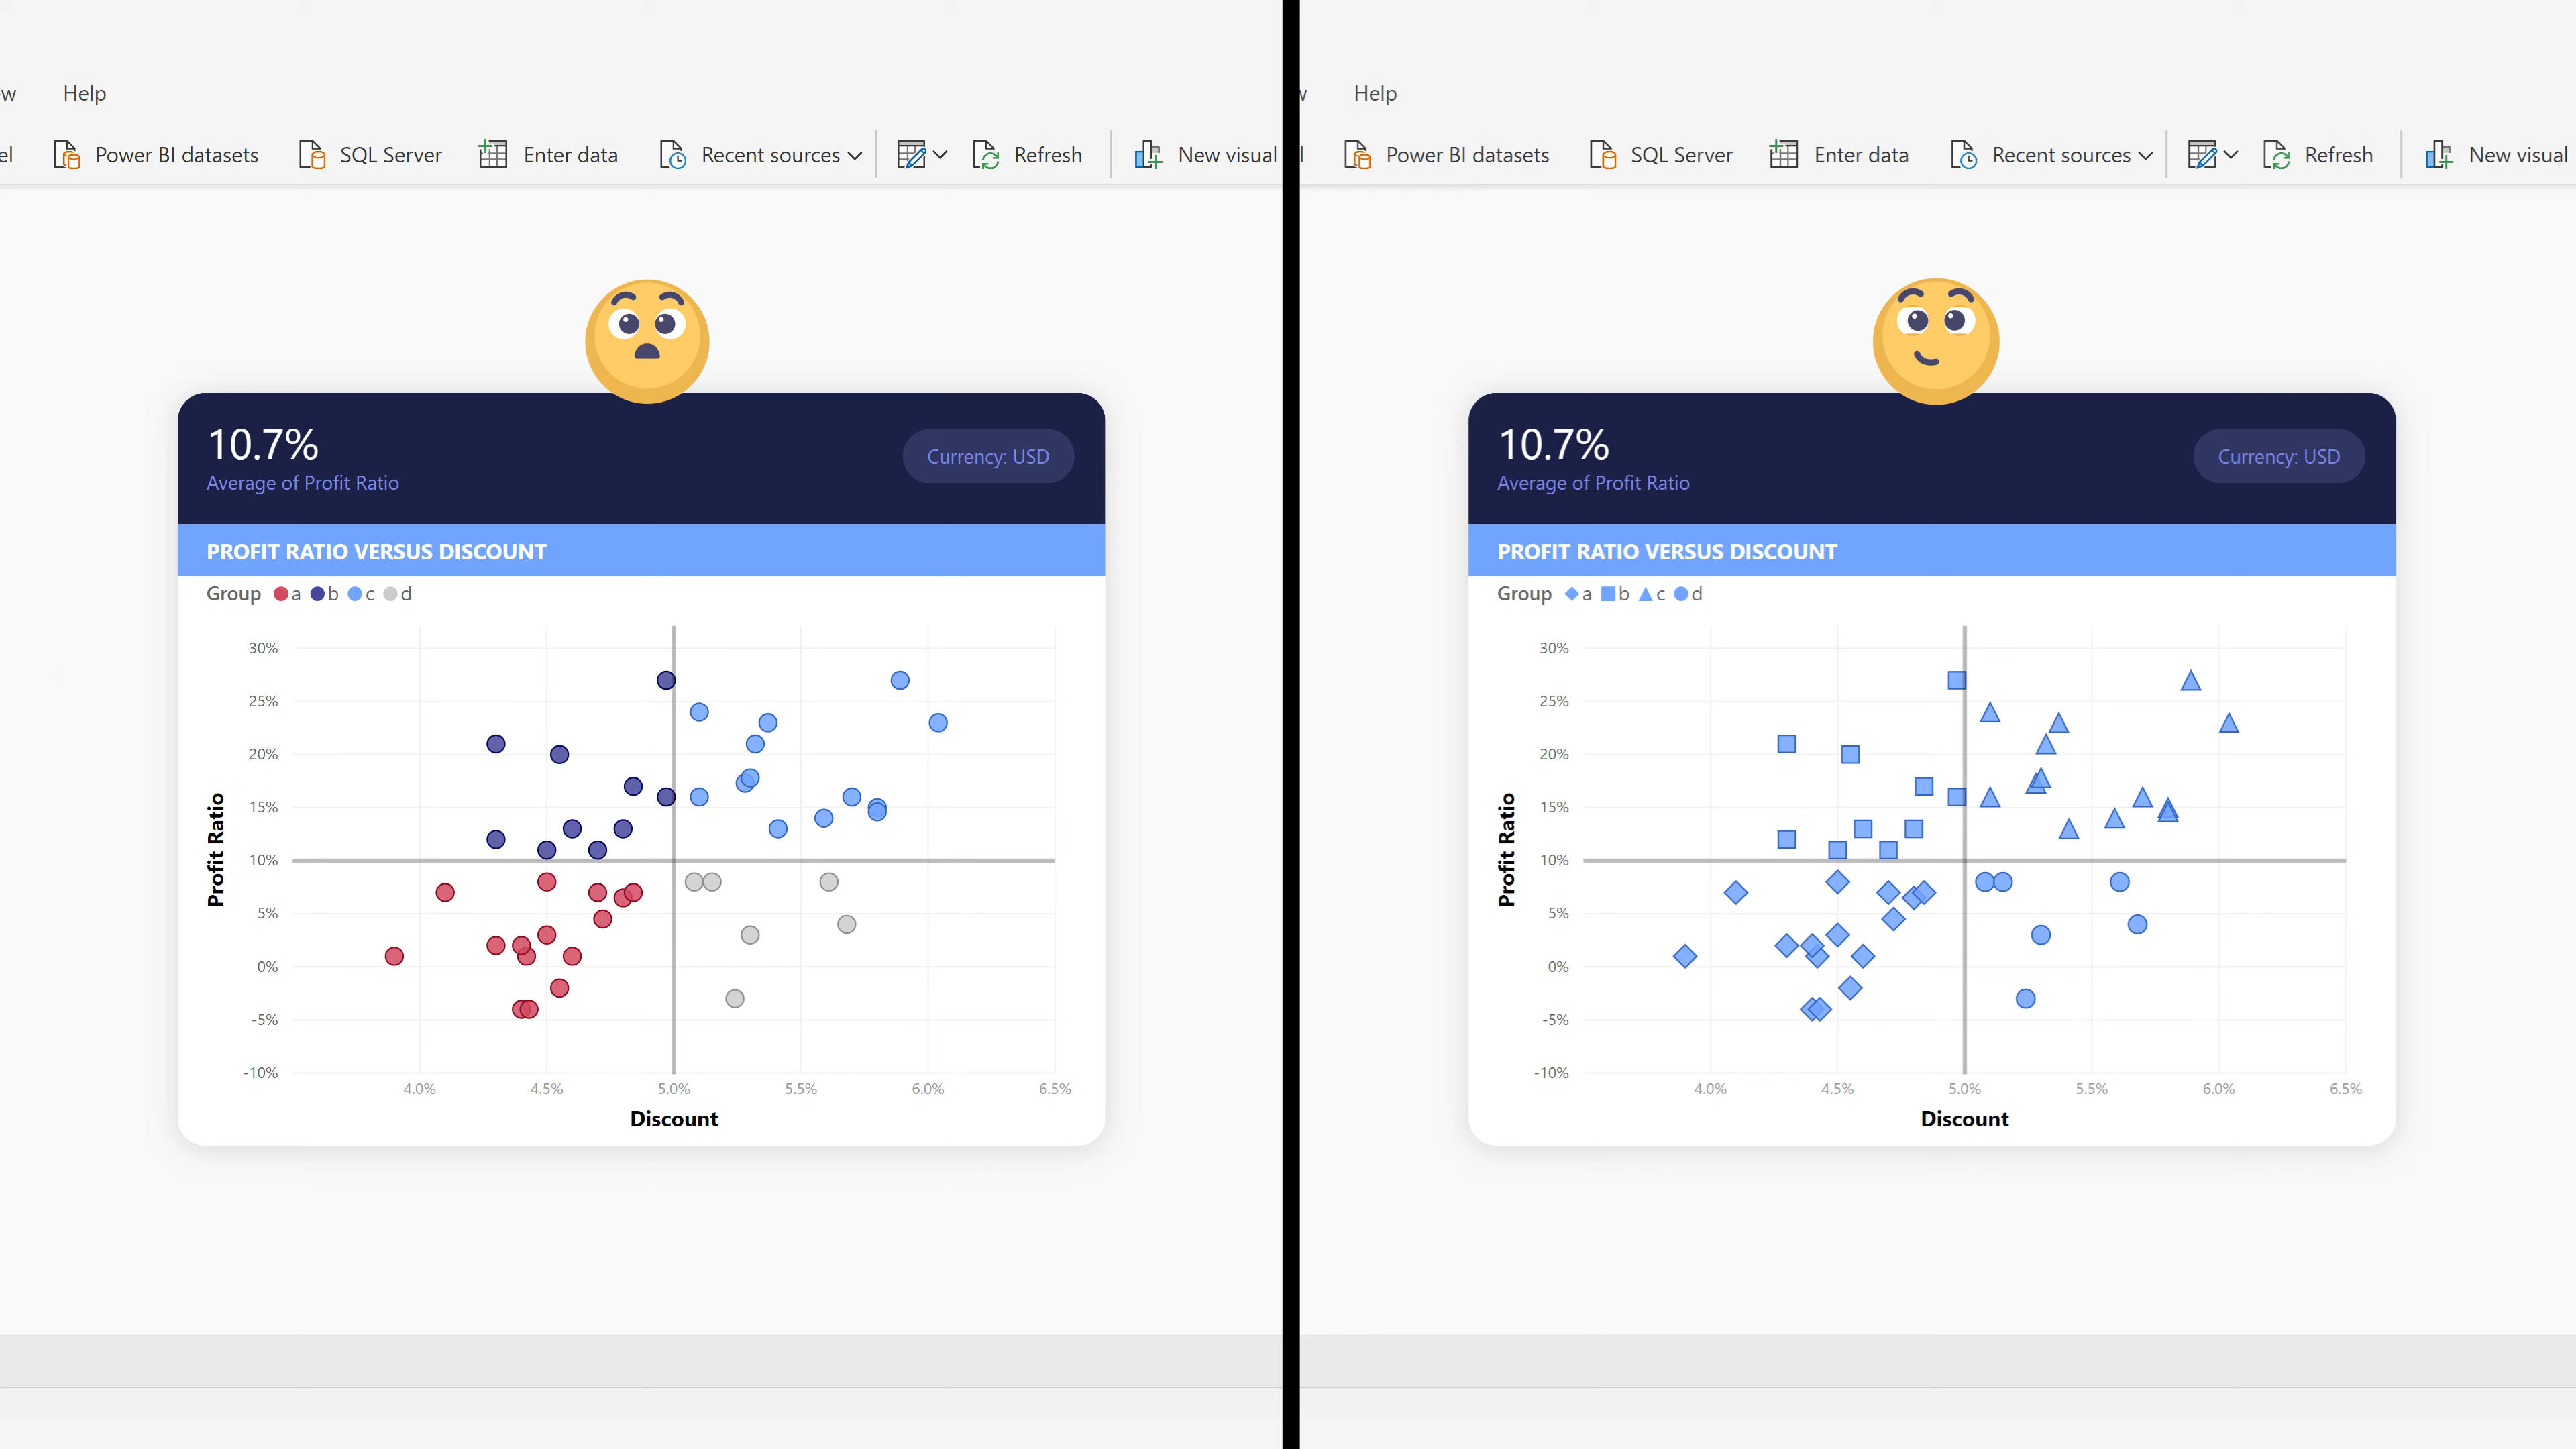 w Help
el Power BI datasets SQL Server Enter data Recent sources Refresh New visual
10.7%
Average of Profit Ratio
Currency: USD
PROFIT RATIO VERSUS DISCOUNT
Group a b c d
Profit Ratio
30%
25%
20%
15%
10%
5%
0%
-5%
-10%
4.0% 4.5% 5.0% 5.5% 6.0% 6.5%
Discount
Help
Power BI datasets SQL Server Enter data Recent sources Refresh New visual
10.7%
Average of Profit Ratio
Currency: USD
PROFIT RATIO VERSUS DISCOUNT
Group a b c d
Profit Ratio
30%
25%
20%
15%
10%
5%
0%
-5%
-10%
4.0% 4.5% 5.0% 5.5% 6.0% 6.5%
Discount